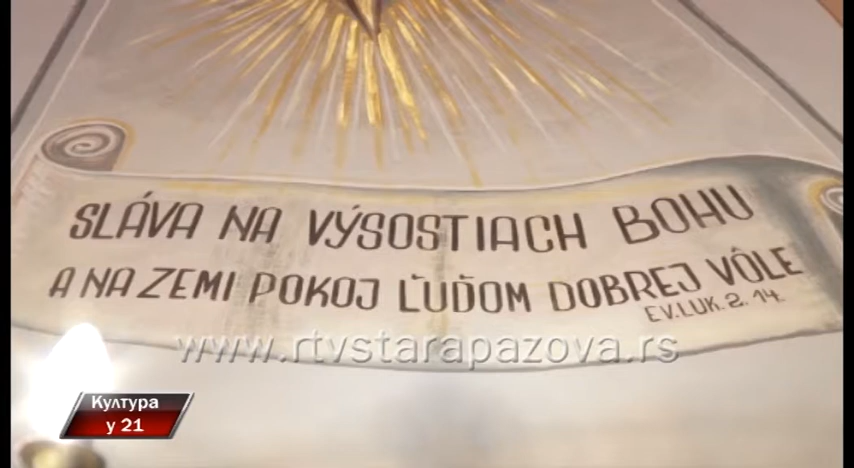 SLÁVA NA VÝSOSTIACH BOHU
A NA ZEMI POKOJ ĽUĎOM DOBREJ VÔLE
EV.LUK. 2. 14.
www.rtvstarapazova.rs
Култура
у 21